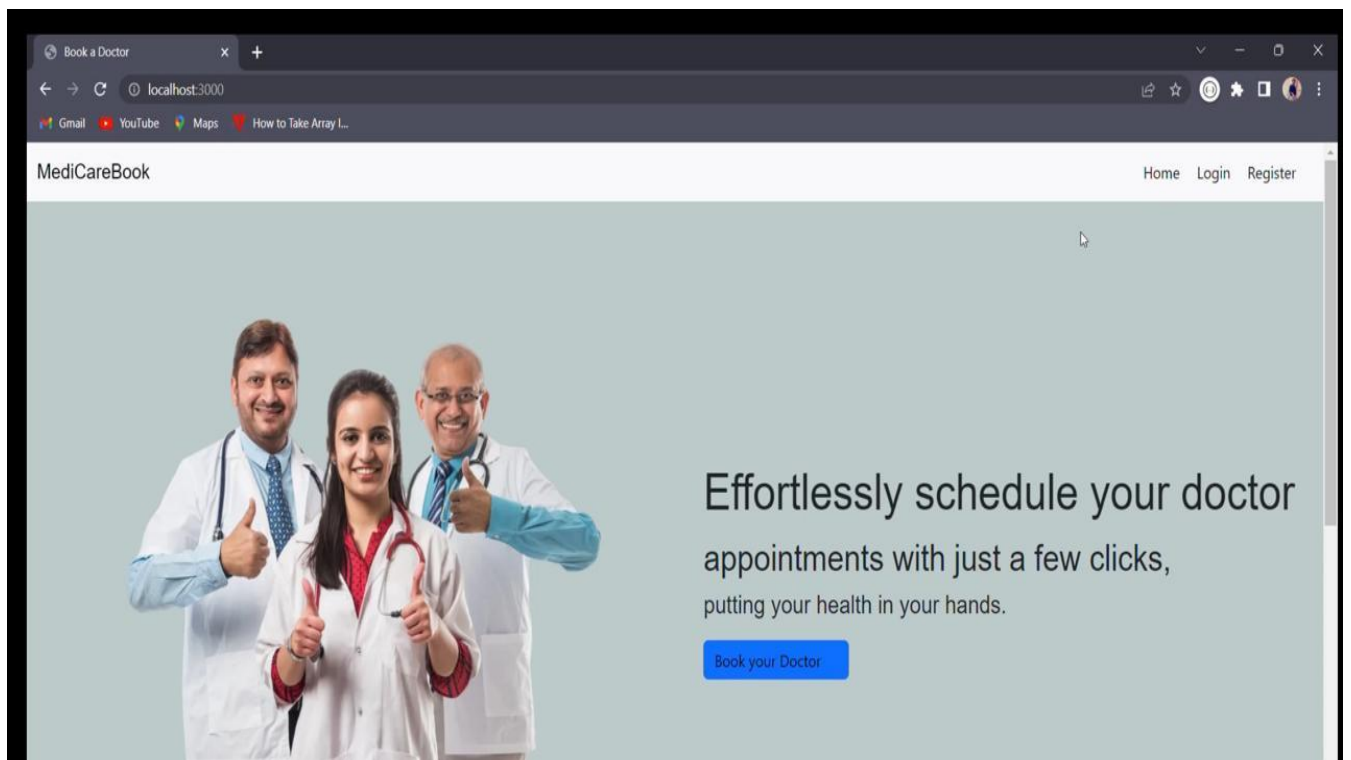 Book a Doctor
localhost:3000
Gmail YouTube Maps How to Take Array I...
MediCareBook
Home Login Register
Effortlessly schedule your doctor
appointments with just a few clicks,
putting your health in your hands.
Book your Doctor